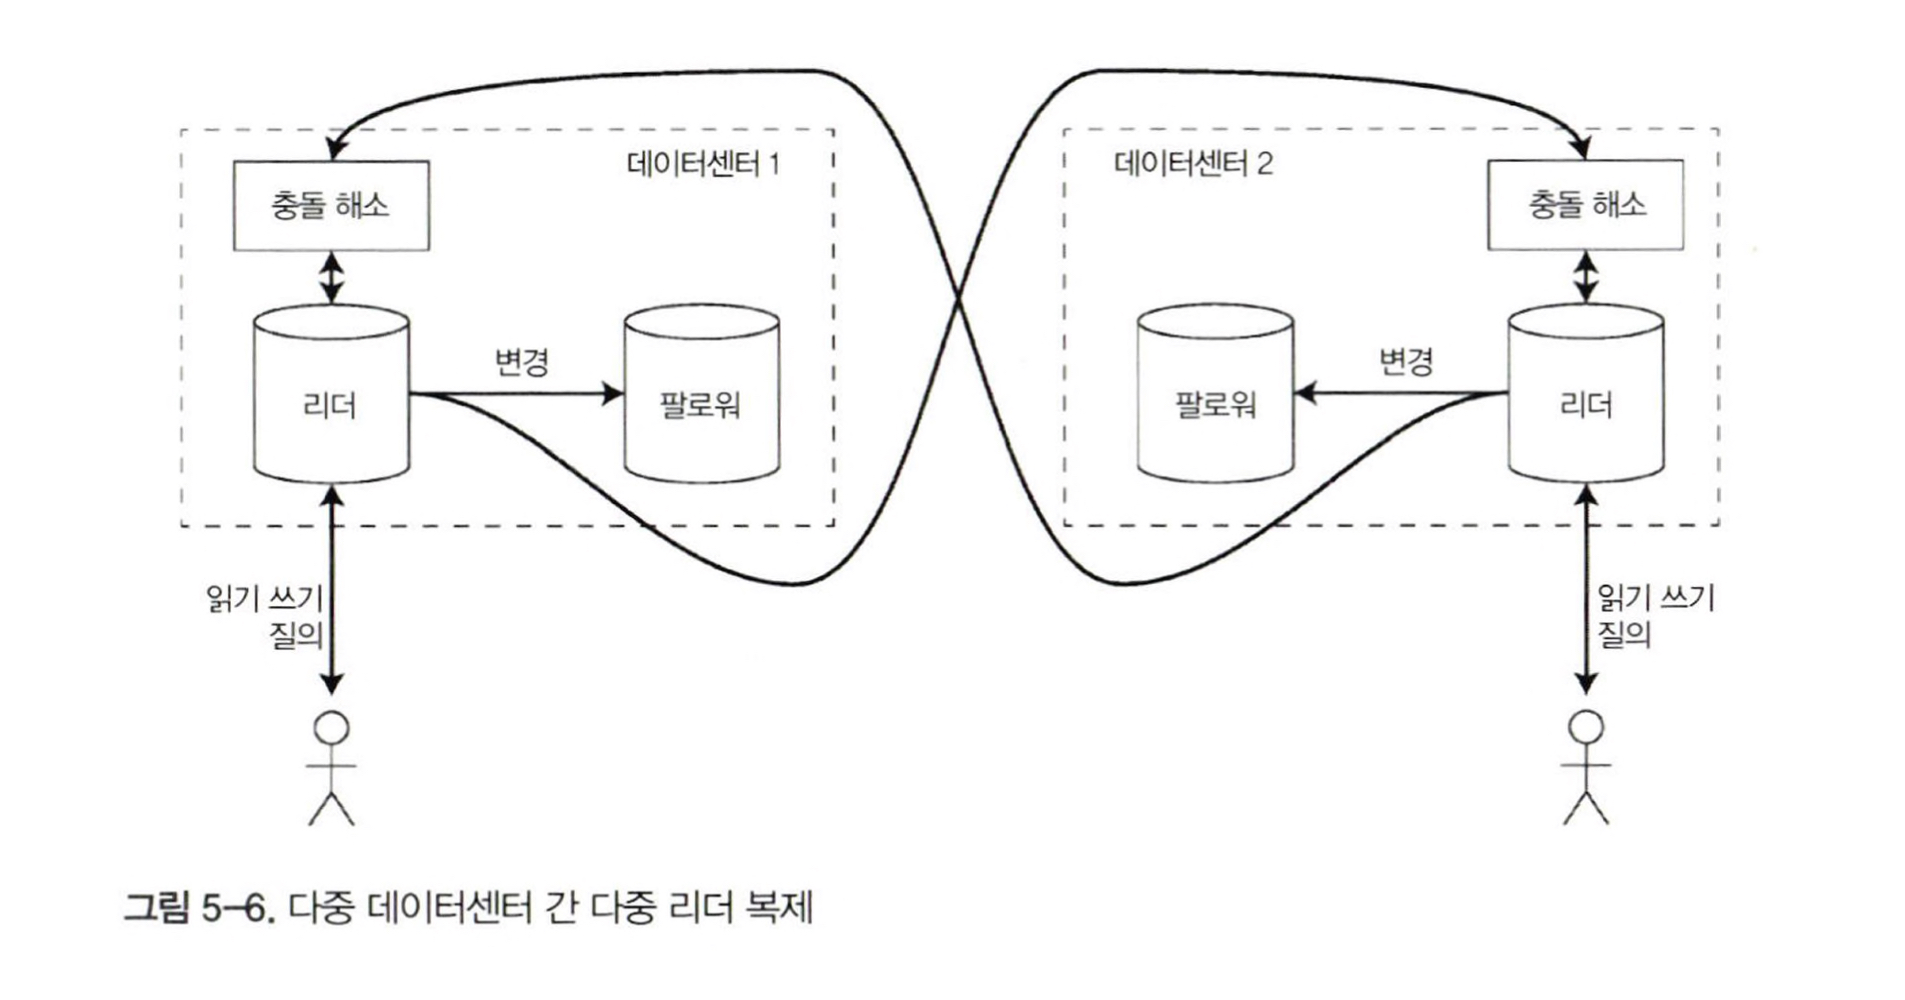 데이터센터 1
데이터센터 2
충돌 해소
충돌 해소
변경
변경
리더
팔로워
팔로워
리더
읽기 쓰기
질의
읽기 쓰기
질의
그림 5-6. 다중 데이터센터 간 다중 리더 복제